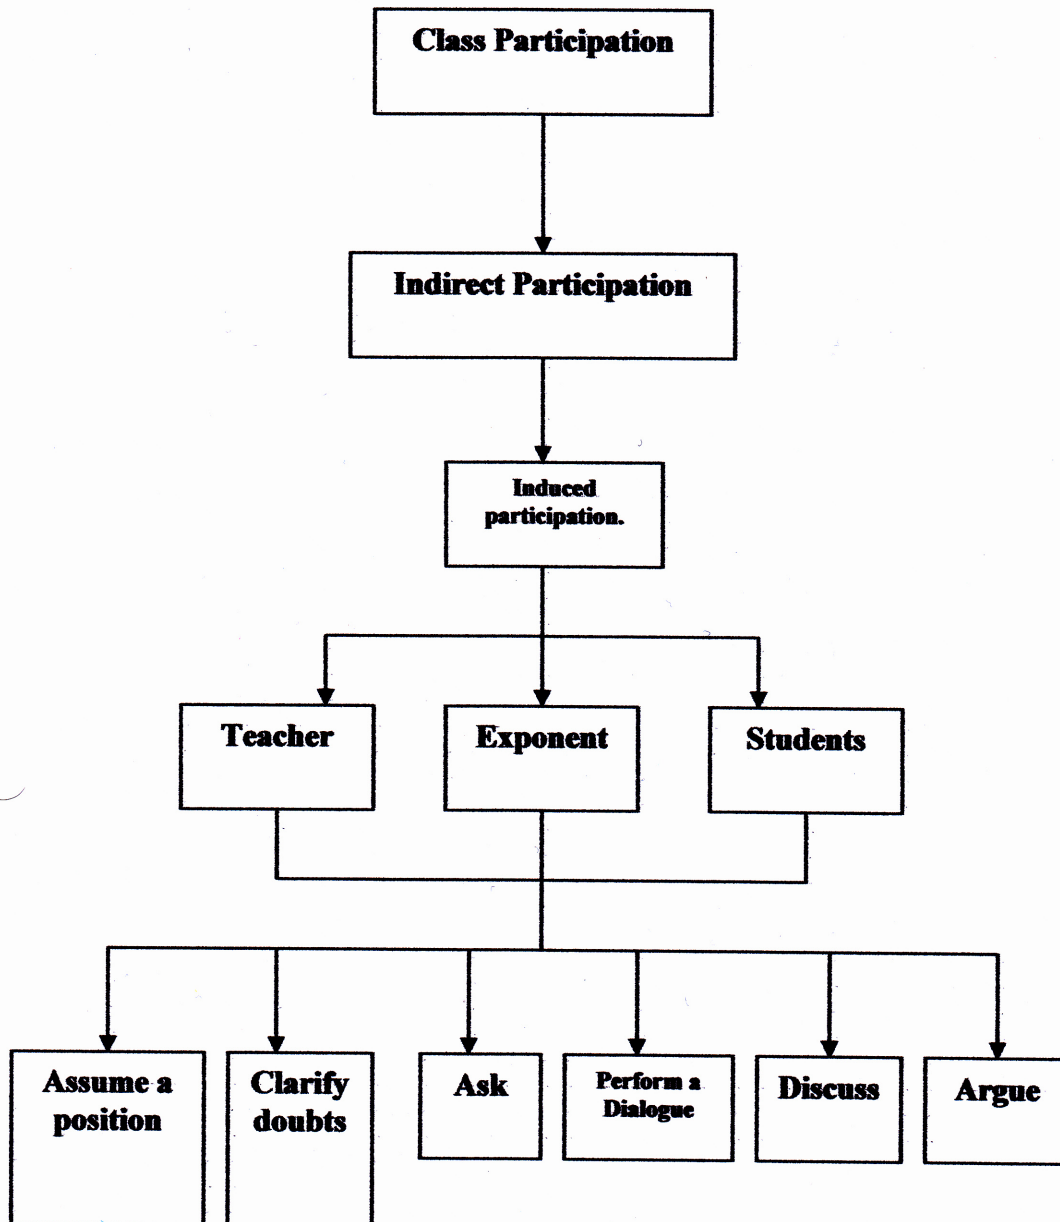 Class Participation
Indirect Participation
Induced
participation.
Teacher
Exponent
Students
Assume a
position
Clarify
doubts
Ask
Perform a
Dialogue
Discuss
Argue